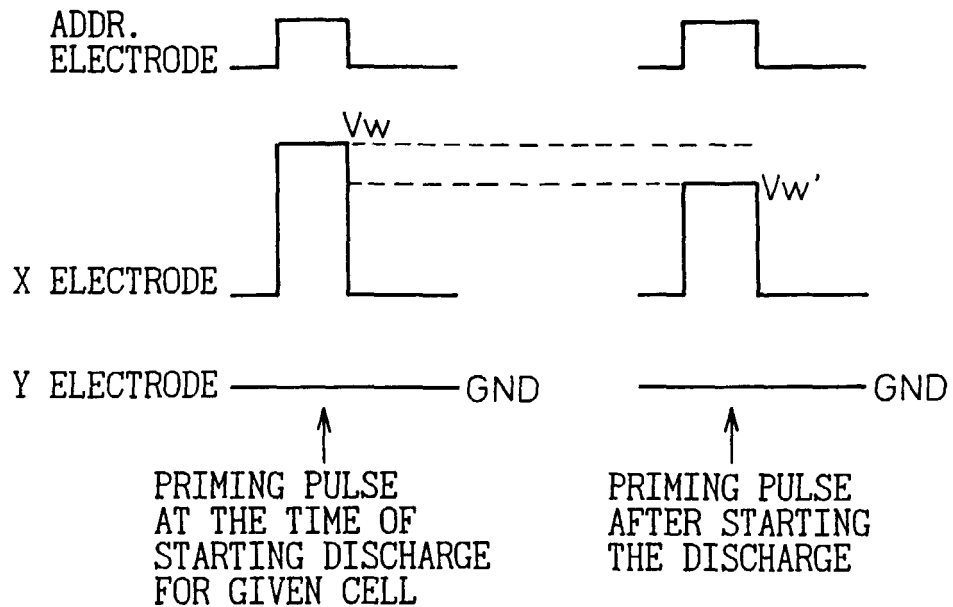 ADDR.
ELECTRODE
Vw
Vw'
X ELECTRODE
Y ELECTRODE
GND
GND
PRIMING PULSE
AT THE TIME OF
STARTING DISCHARGE
FOR GIVEN CELL
PRIMING PULSE
AFTER STARTING
THE DISCHARGE